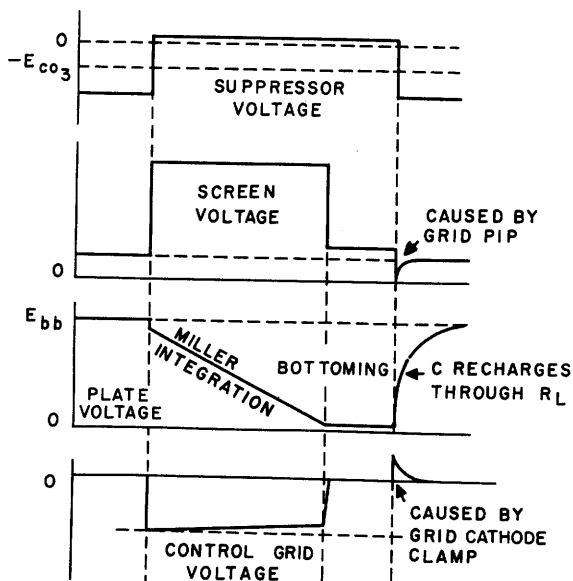 0
-Eco3
SUPPRESSOR
VOLTAGE
SCREEN
VOLTAGE
CAUSED BY
GRID PIP
0
Ebb
MILLER
INTEGRATION
BOTTOMING
C RECHARGES
THROUGH RL
PLATE
VOLTAGE
0
0
CAUSED BY
GRID CATHODE
CLAMP
CONTROL GRID
VOLTAGE